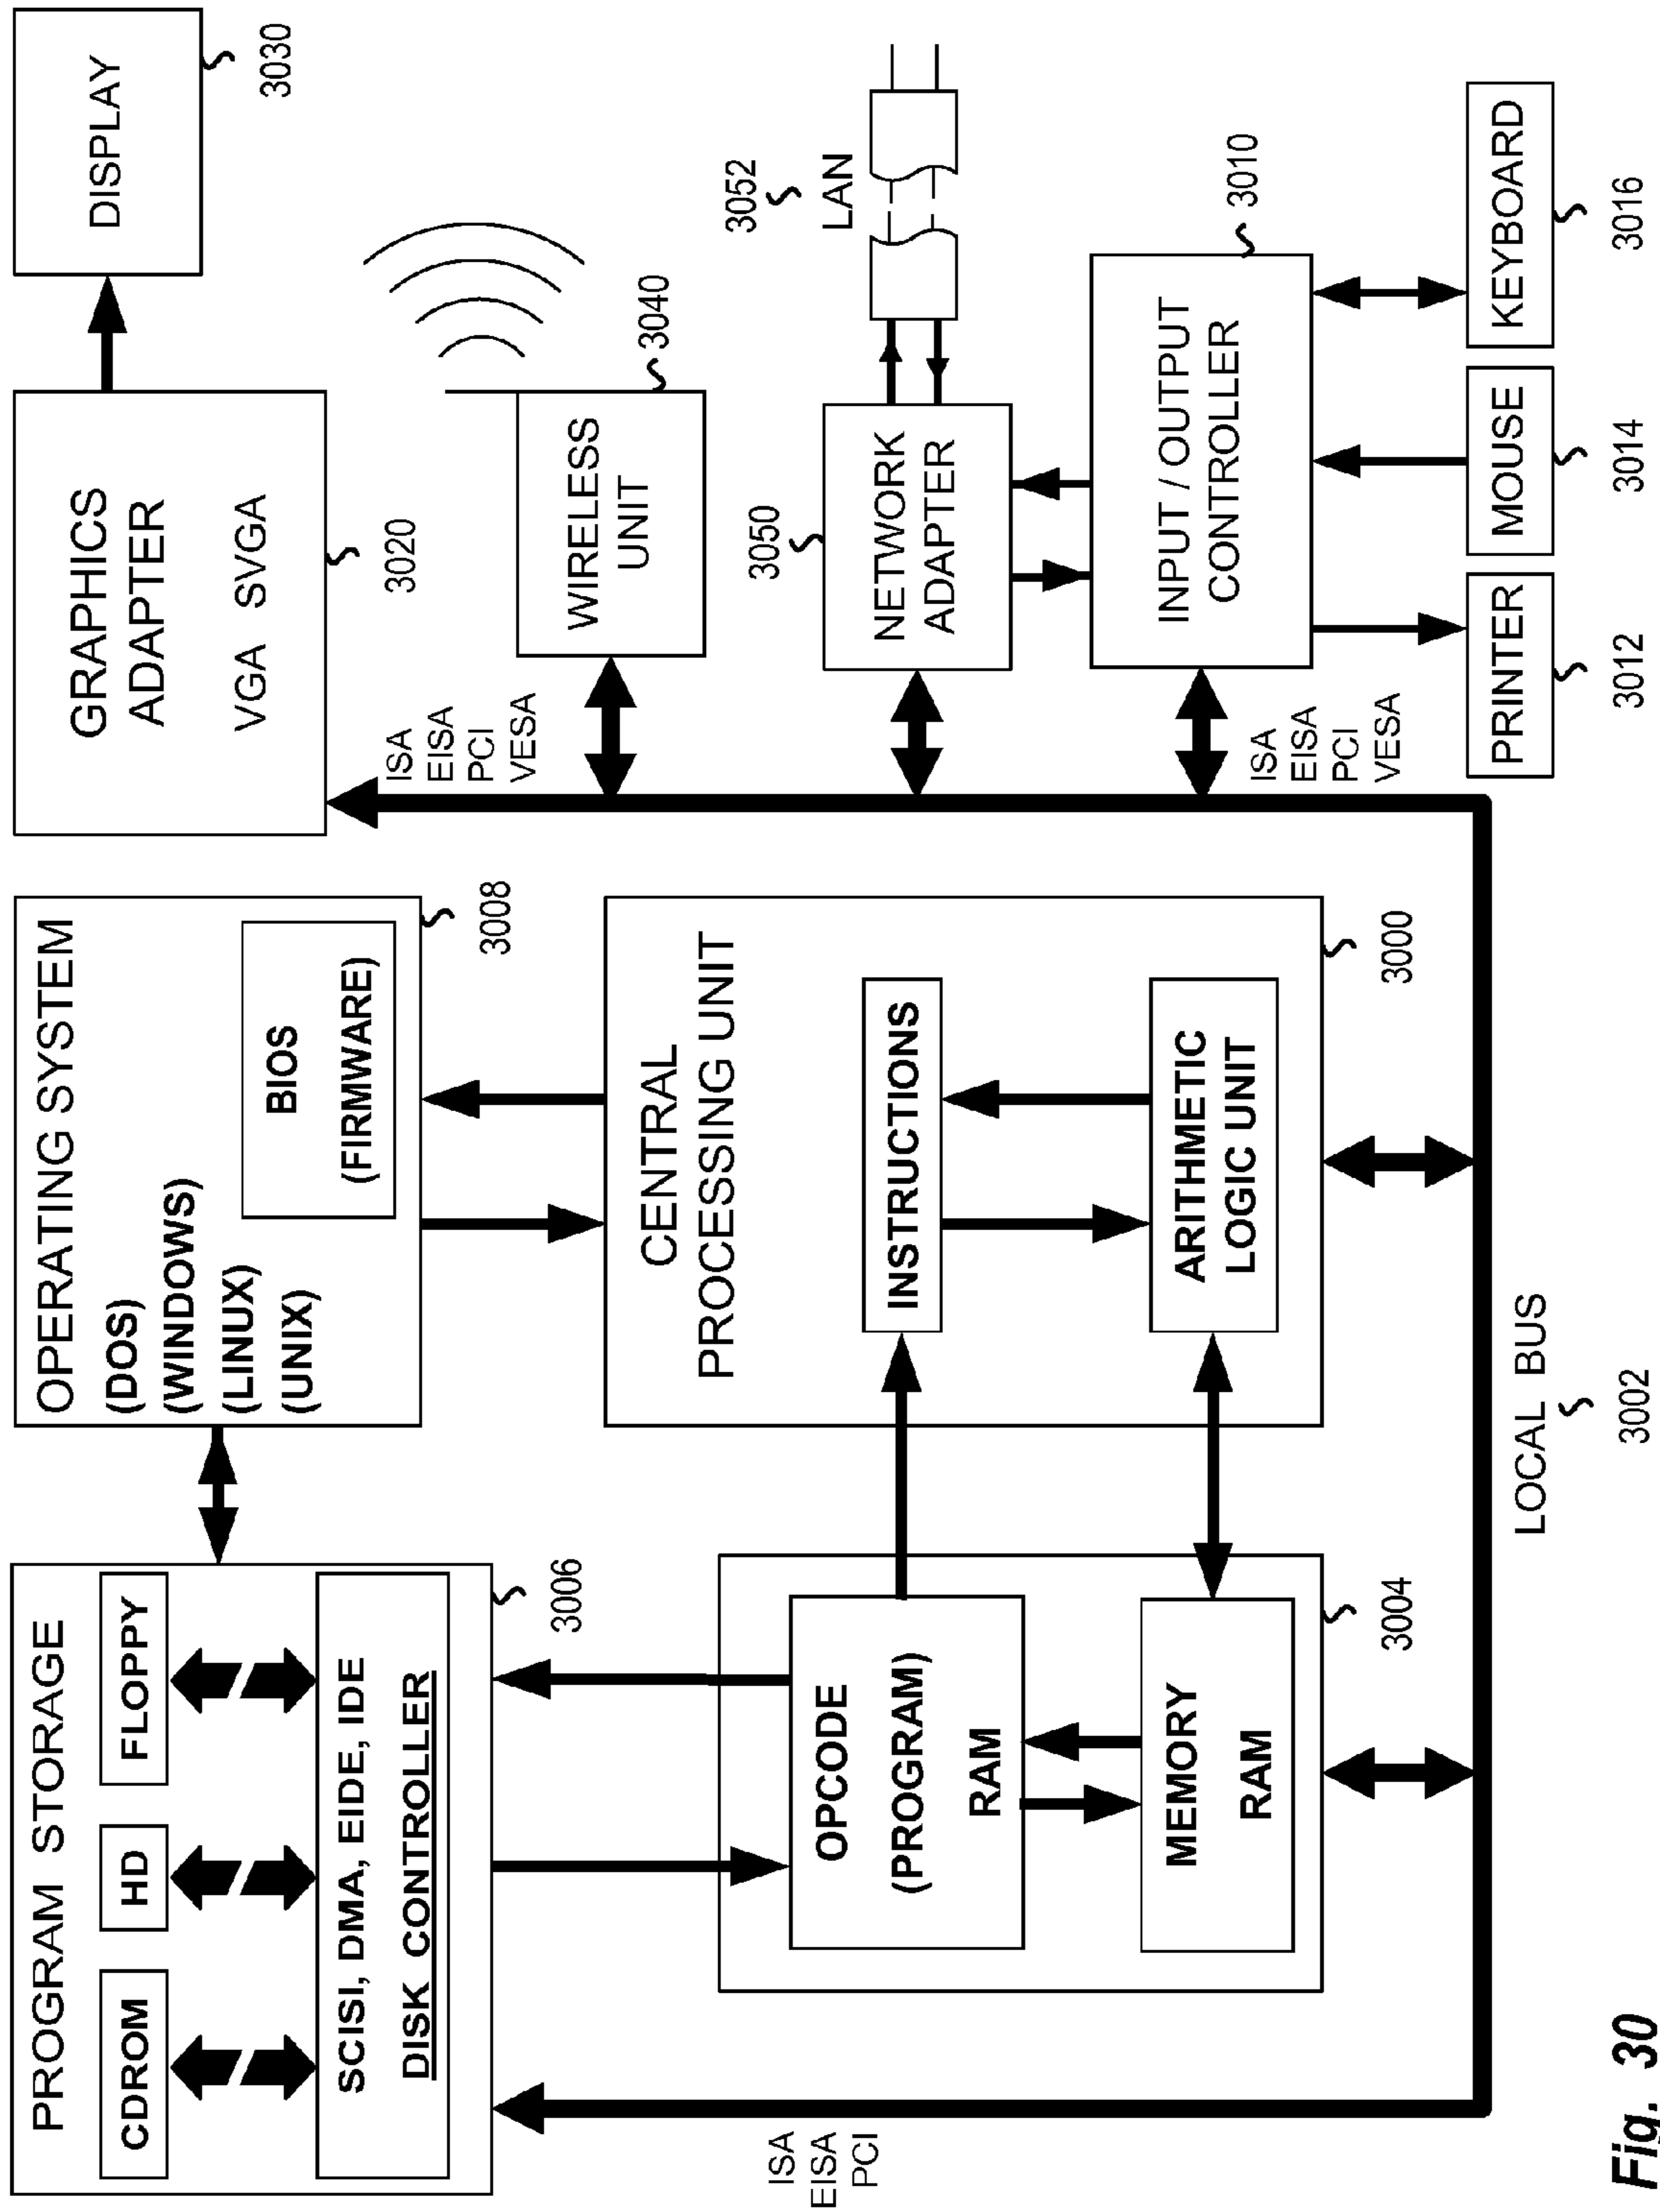 PROGRAM STORAGE
CDROM
HD
FLOPPY
SCISI, DMA, EIDE, IDE
DISK CONTROLLER
3006
OPERATING SYSTEM
(DOS)
(WINDOWS)
(LINUX)
(UNIX)
BIOS
(FIRMWARE)
3008
GRAPHICS
ADAPTER
VGA SVGA
3020
DISPLAY
3030
ISA
EISA
PCI
VESA
WIRELESS
UNIT
3040
CENTRAL
PROCESSING UNIT
INSTRUCTIONS
ARITHMETIC
LOGIC UNIT
3000
OPCODE
(PROGRAM)
RAM
MEMORY
RAM
3004
3050
NETWORK
ADAPTER
3052
LAN
INPUT / OUTPUT
CONTROLLER
3010
ISA
EISA
PCI
VESA
PRINTER
3012
MOUSE
3014
KEYBOARD
3016
ISA
EISA
PCI
LOCAL BUS
3002
Fig. 30